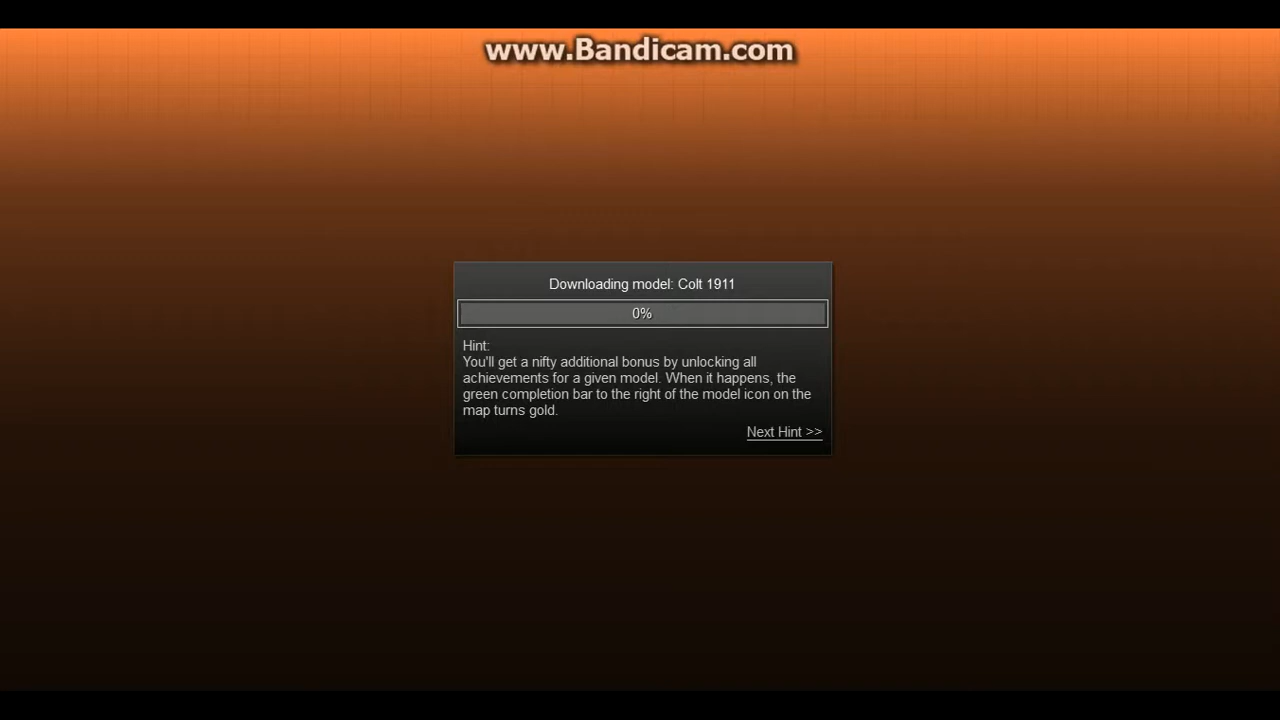 www.Bandicam.com
Downloading model: Colt 1911
0%
Hint:
You'll get a nifty additional bonus by unlocking all
achievements for a given model. When it happens, the
green completion bar to the right of the model icon on the
map turns gold.
Next Hint >>